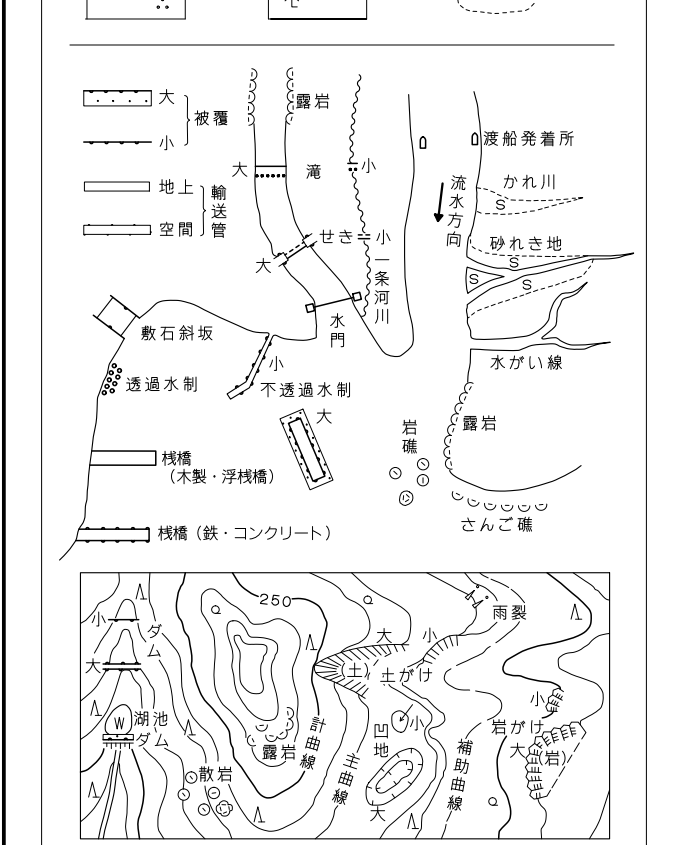 大
被覆
小
地上
輸送管
空間
露岩
大
滝
小
せき
小
大
一条河川
水門
渡船発着所
流水方向
かれ川
S
砂れき地
S
S
S
水がい線
敷石斜坂
小
透過水制
不透過水制
大
桟橋
（木製・浮桟橋）
桟橋（鉄・コンクリート）
岩礁
露岩
さんご礁
250
小
ダム
大
W
湖池
ダム
散岩
露岩
計曲線
主曲線
大
小
(土)
土がけ
凹地
小
大
補助曲線
雨裂
小
岩がけ
大
(岩)